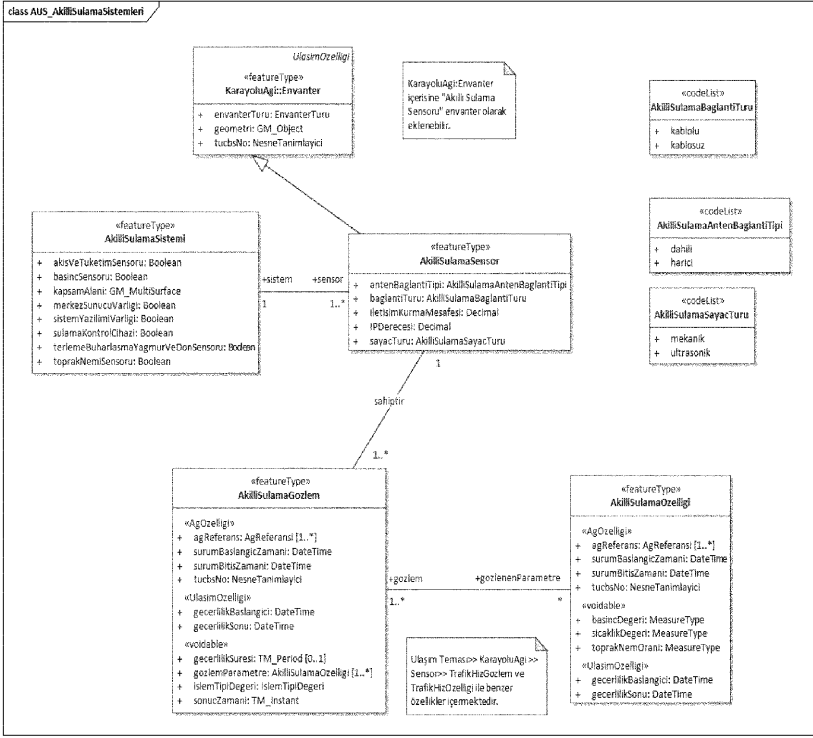 class AUS_AkilliSulamaSistemleri
UlasimOzelligi
«featureType»
KarayoluAgi::Envanter
+ envanterTuru: EnvanterTuru
+ geometri: GM_Object
+ tucbsNo: NesneTanimlayici
KarayoluAgi:Envanter
içerisine "Akıllı Sulama
Sensoru" envanter olarak
eklenebilir.
«codeList»
AkilliSulamaBaglantiTuru
+ kablolu
+ kablosuz
«codeList»
AkilliSulamaAntenBaglantiTipi
+ dahili
+ harici
«codeList»
AkilliSulamaSayacTuru
+ mekanik
+ ultrasonik
«featureType»
AkilliSulamaSistemi
+ akisVeTuketimSensoru: Boolean
+ basincSensoru: Boolean
+ kapsamAlani: GM_MultiSurface
+ merkezSunucuVarligi: Boolean
+ sistemYazilimiVarligi: Boolean
+ sulamaKontrolCihazi: Boolean
+ terlemeBuharlasmaYagmurVeDonSensoru: Boolean
+ toprakNemiSensoru: Boolean
+sistem +sensor
1 1..*
«featureType»
AkilliSulamaSensor
+ antenBaglantiTipi: AkilliSulamaAntenBaglantiTipi
+ baglantiTuru: AkilliSulamaBaglantiTuru
+ iletisimKurmaMesafesi: Decimal
+ IPDerecesi: Decimal
+ sayacTuru: AkilliSulamaSayacTuru
1
sahiptir
1..*
«featureType»
AkilliSulamaGozlem
«AgOzelligi»
+ agReferans: AgReferansi [1..*]
+ surumBaslangicZamani: DateTime
+ surumBitisZamani: DateTime
+ tucbsNo: NesneTanimlayici
«UlasimOzelligi»
+ gecerlilikBaslangici: DateTime
+ gecerlilikSonu: DateTime
«voidable»
+ gecerlilikSuresi: TM_Period [0..1]
+ gozlemParametre: AkilliSulamaOzelligi [1..*]
+ islemTipiDegeri: IslemTipiDegeri
+ sonucZamani: TM_Instant
+gozlem +gozlenenParametre
1..* *
«featureType»
AkilliSulamaOzelligi
«AgOzelligi»
+ agReferans: AgReferansi [1..*]
+ surumBaslangicZamani: DateTime
+ surumBitisZamani: DateTime
+ tucbsNo: NesneTanimlayici
«voidable»
+ basincDegeri: MeasureType
+ sicaklikDegeri: MeasureType
+ toprakNemOrani: MeasureType
«UlasimOzelligi»
+ gecerlilikBaslangici: DateTime
+ gecerlilikSonu: DateTime
Ulaşım Teması>> KarayoluAgi >>
Sensor>> TrafikHizGozlem ve
TrafikHizOzelligi ile benzer
özellikler içermektedir.